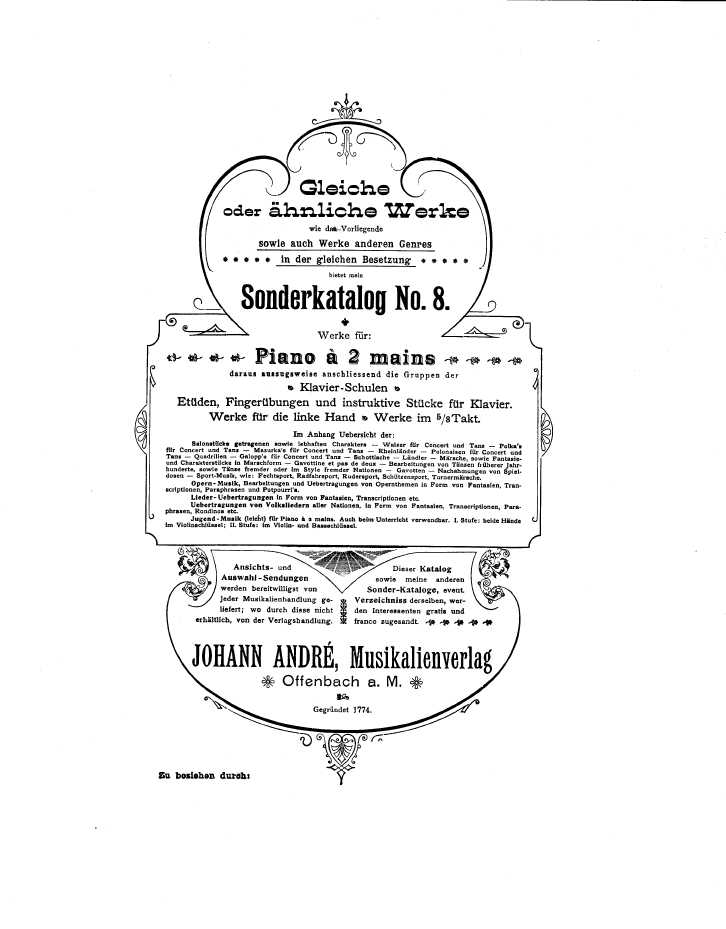 Gleiche
oder ähnliche Werke
wie das Vorliegende
sowie auch Werke anderen Genres
in der gleichen Besetzung
bietet mein
Sonderkatalog No. 8.
Werke für:
Piano à 2 mains
daraus auszugsweise anschliessend die Gruppen der
Klavier-Schulen
Etüden, Fingerübungen und instruktive Stücke für Klavier.
Werke für die linke Hand Werke im 5/8 Takt.
Im Anhang Uebersicht der:
Salonstücke getragenen sowie lebhaften Charakters — Walzer für Concert und Tanz — Polka's
für Concert und Tanz — Mazurka's für Concert und Tanz — Rheinländer — Polonaisen für Concert und
Tanz — Quadrillen — Galopp's für Concert und Tanz — Schottische — Ländler — Märsche, sowie Fantasie-
und Charakterstücke in Marschform — Gavottine et pas de deux — Bearbeitungen von Tänzen früherer Jahr-
hunderte, sowie Tänze fremder oder im Style fremder Nationen — Gavotten — Nachahmungen von Spiel-
dosen — Sport-Musik, wie: Fechtsport, Radfahrsport, Rudersport, Schützensport, Turnermärsche.
Opern-Musik, Bearbeitungen und Uebertragungen von Opernthemen in Form von Fantasien, Tran-
scriptionen, Paraphrasen und Potpourri's.
Lieder-Uebertragungen in Form von Fantasien, Transcriptionen etc.
Uebertragungen von Volksliedern aller Nationen, in Form von Fantasien, Transcriptionen, Para-
phrasen, Rondinos etc.
Jugend-Musik (leicht) für Piano à 2 mains. Auch beim Unterricht verwendbar. I. Stufe: beide Hände
im Violinschlüssel; II. Stufe: im Violin- und Bassschlüssel.
Ansichts- und
Auswahl-Sendungen
werden bereitwilligst von
jeder Musikalienhandlung ge-
liefert; wo durch diese nicht
erhältlich, von der Verlagshandlung.
Dieser Katalog
sowie meine anderen
Sonder-Kataloge, event.
Verzeichniss derselben, wer-
den Interessenten gratis und
franco zugesandt.
JOHANN ANDRÉ, Musikalienverlag
Offenbach a. M.
Gegründet 1774.
Zu beziehen durch: